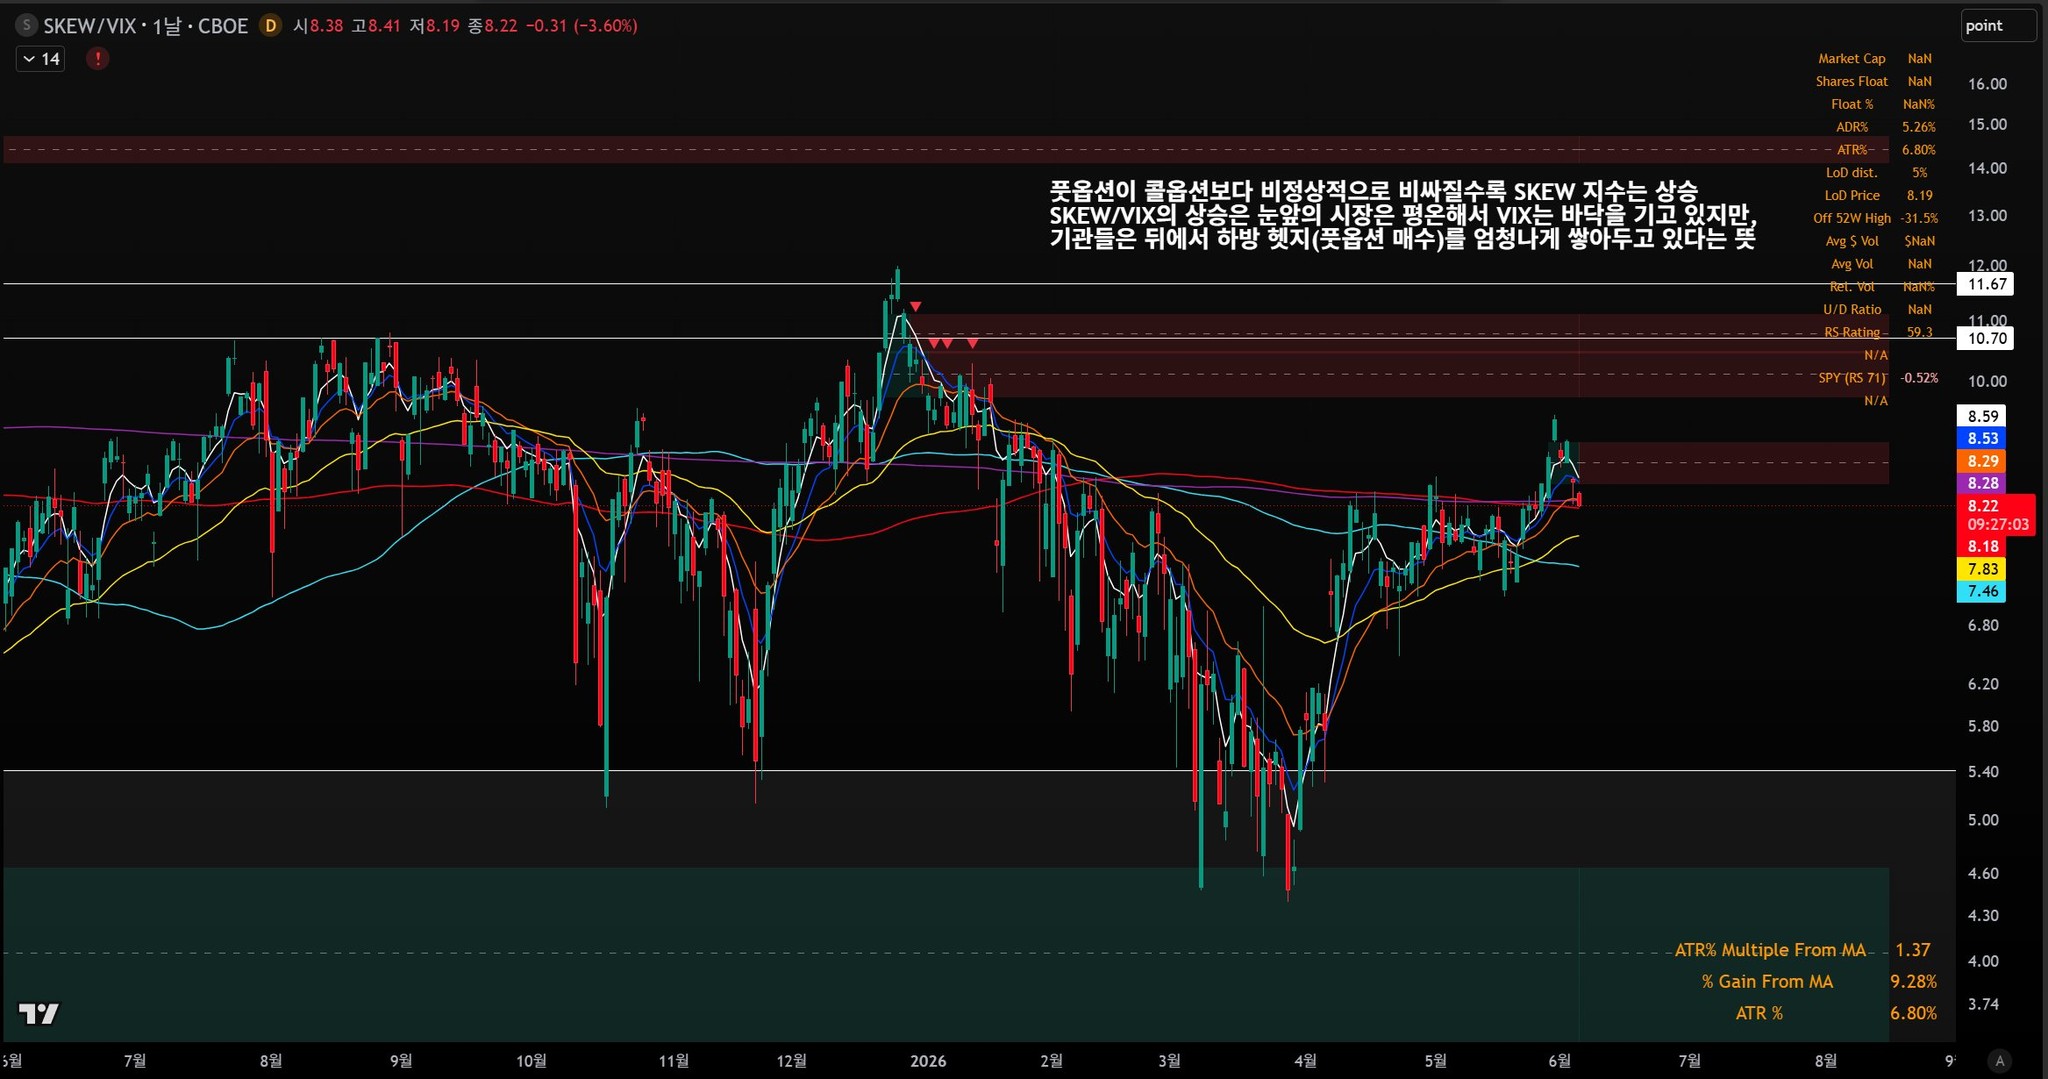 S SKEW/VIX · 1날 · CBOE D 시8.38 고8.41 저8.19 종8.22 −0.31 (−3.60%)
14 !
point
Market Cap NaN
Shares Float NaN
Float % NaN%
ADR% 5.26%
ATR% 6.80%
LoD dist. 5%
LoD Price 8.19
Off 52W High -31.5%
Avg $ Vol $NaN
Avg Vol NaN
Rel. Vol NaN%
U/D Ratio NaN
RS Rating 59.3
N/A
SPY (RS 71) -0.52%
N/A
풋옵션이 콜옵션보다 비정상적으로 비싸질수록 SKEW 지수는 상승
SKEW/VIX의 상승은 눈앞의 시장은 평온해서 VIX는 바닥을 기고 있지만,
기관들은 뒤에서 하방 헷지(풋옵션 매수)를 엄청나게 쌓아두고 있다는 뜻
16.00
15.00
14.00
13.00
12.00
11.67
11.00
10.70
10.00
8.59
8.53
8.29
8.28
8.22
09:27:03
8.18
7.83
7.46
6.80
6.20
5.80
5.40
5.00
4.60
4.30
4.00
3.74
ATR% Multiple From MA 1.37
% Gain From MA 9.28%
ATR % 6.80%
6월 7월 8월 9월 10월 11월 12월 2026 2월 3월 4월 5월 6월 7월 8월 9 A